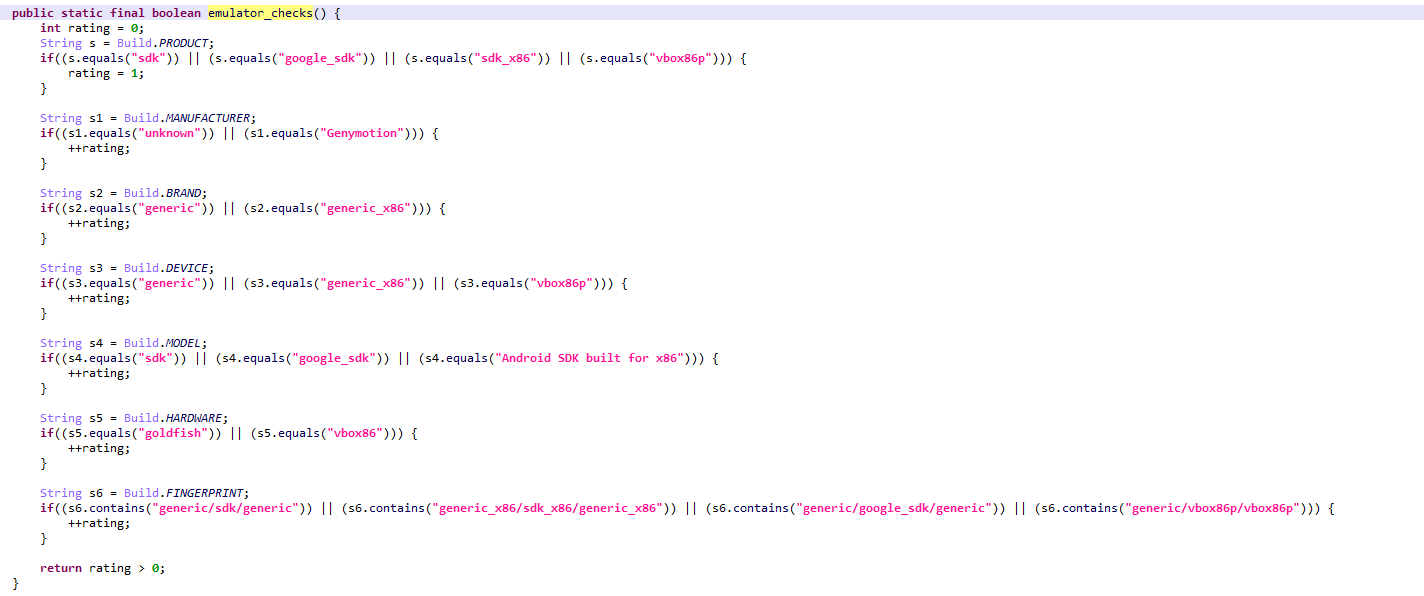 public static final boolean emulator_checks() {
    int rating = 0;
    String s = Build.PRODUCT;
    if((s.equals("sdk")) || (s.equals("google_sdk")) || (s.equals("sdk_x86")) || (s.equals("vbox86p"))) {
        rating = 1;
    }

    String s1 = Build.MANUFACTURER;
    if((s1.equals("unknown")) || (s1.equals("Genymotion"))) {
        ++rating;
    }

    String s2 = Build.BRAND;
    if((s2.equals("generic")) || (s2.equals("generic_x86"))) {
        ++rating;
    }

    String s3 = Build.DEVICE;
    if((s3.equals("generic")) || (s3.equals("generic_x86")) || (s3.equals("vbox86p"))) {
        ++rating;
    }

    String s4 = Build.MODEL;
    if((s4.equals("sdk")) || (s4.equals("google_sdk")) || (s4.equals("Android SDK built for x86"))) {
        ++rating;
    }

    String s5 = Build.HARDWARE;
    if((s5.equals("goldfish")) || (s5.equals("vbox86"))) {
        ++rating;
    }

    String s6 = Build.FINGERPRINT;
    if((s6.contains("generic/sdk/generic")) || (s6.contains("generic_x86/sdk_x86/generic_x86")) || (s6.contains("generic/google_sdk/generic")) || (s6.contains("generic/vbox86p/vbox86p"))) {
        ++rating;
    }

    return rating > 0;
}